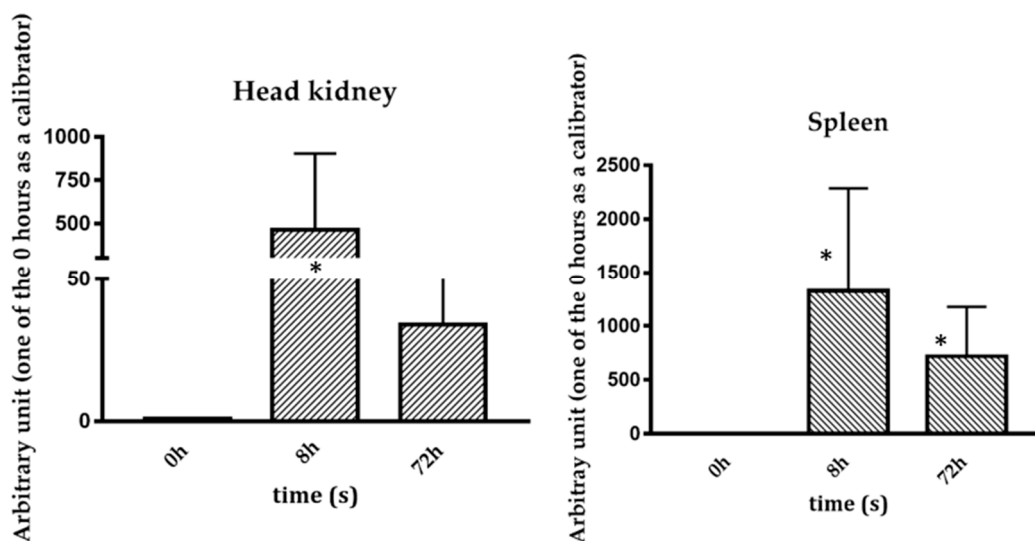 Arbitrary unit (one of the 0 hours as a calibrator)
Head kidney
1000
750
500
50
0
*
0h
8h
72h
time (s)
Arbitray unit (one of the 0 hours as a calibrator)
Spleen
2500
2000
1500
1000
500
0
*
*
0h
8h
72h
time (s)